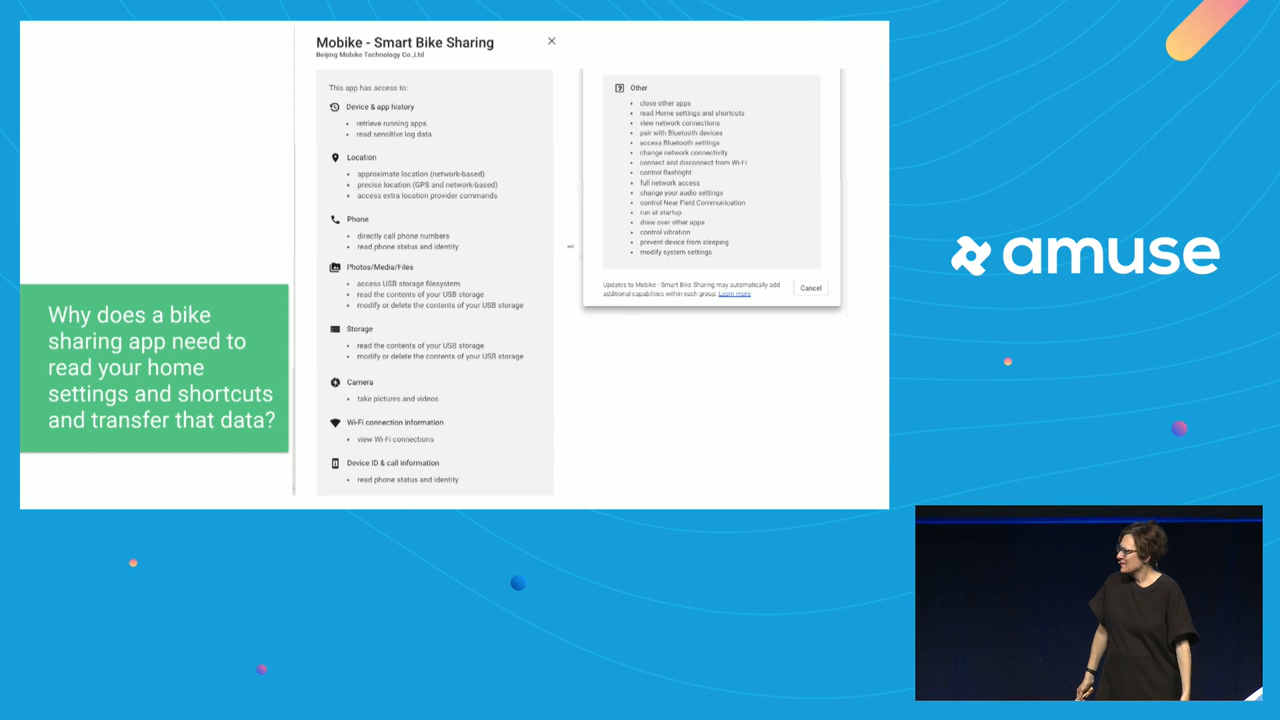 Mobike - Smart Bike Sharing
Beijing Mobike Technology Co.,Ltd
This app has access to:
Device & app history
retrieve running apps
read sensitive log data
Location
approximate location (network-based)
precise location (GPS and network-based)
access extra location provider commands
Phone
directly call phone numbers
read phone status and identity
Photos/Media/Files
access USB storage filesystem
read the contents of your USB storage
modify or delete the contents of your USB storage
Storage
read the contents of your USB storage
modify or delete the contents of your USB storage
Camera
take pictures and videos
Wi-Fi connection information
view Wi-Fi connections
Device ID & call information
read phone status and identity
Other
close other apps
read Home settings and shortcuts
view network connections
pair with Bluetooth devices
access Bluetooth settings
change network connectivity
connect and disconnect from Wi-Fi
control flashlight
full network access
change your audio settings
control Near Field Communication
run at startup
draw over other apps
control vibration
prevent device from sleeping
modify system settings
Updates to Mobike - Smart Bike Sharing may automatically add
additional capabilities within each group. Learn more
Cancel
Why does a bike
sharing app need to
read your home
settings and shortcuts
and transfer that data?
amuse